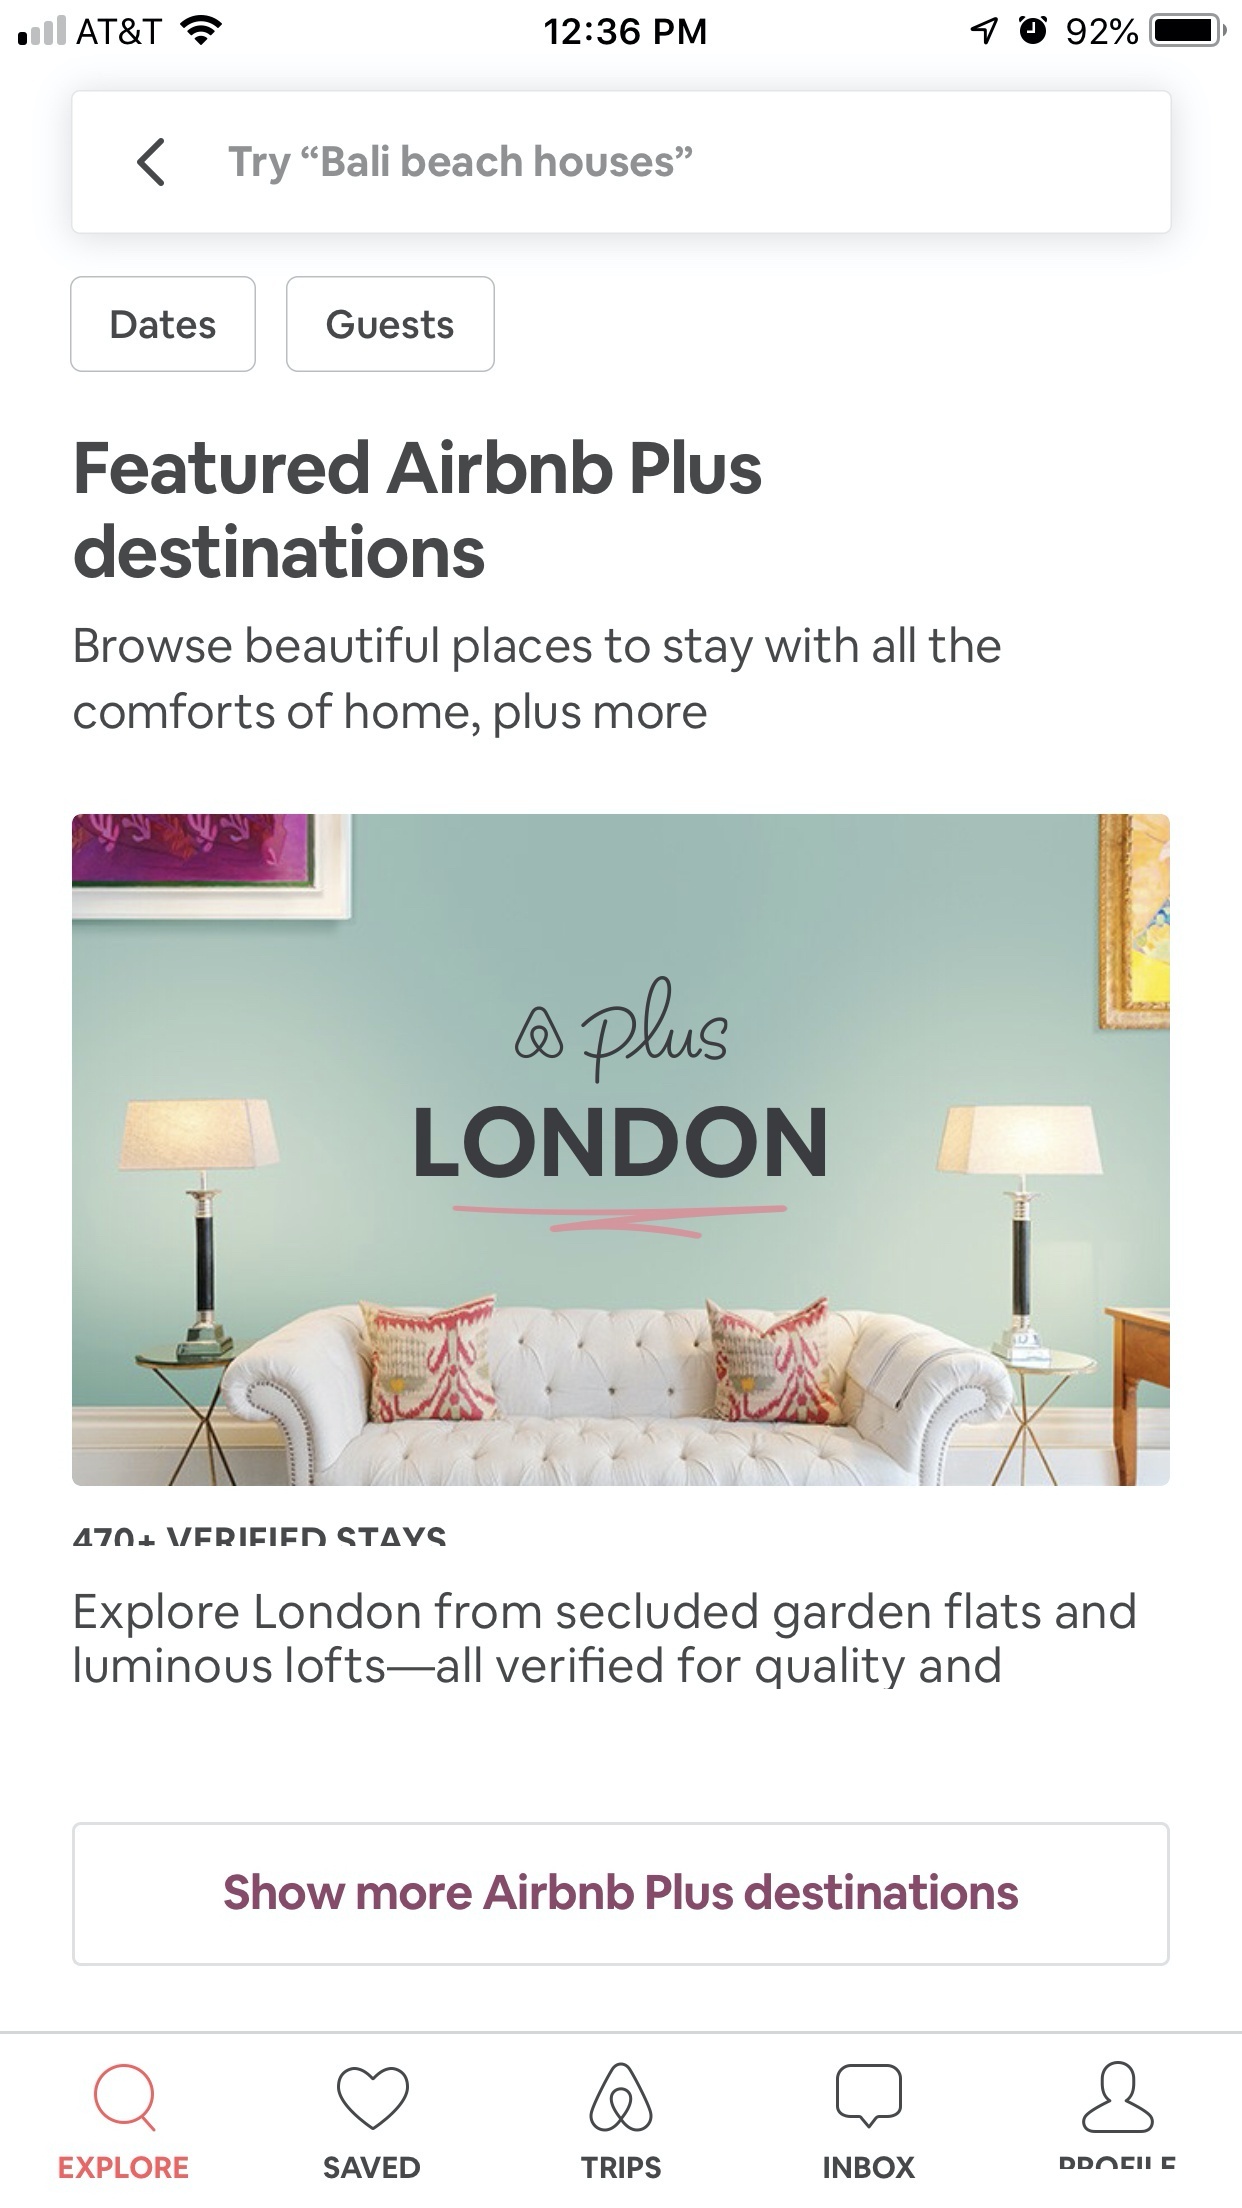 AT&T 12:36 PM 92%
Try “Bali beach houses”
Dates Guests
Featured Airbnb Plus
destinations
Browse beautiful places to stay with all the
comforts of home, plus more
plus
LONDON
470+ VERIFIED STAYS
Explore London from secluded garden flats and
luminous lofts—all verified for quality and
Show more Airbnb Plus destinations
EXPLORE SAVED TRIPS INBOX PROFILE